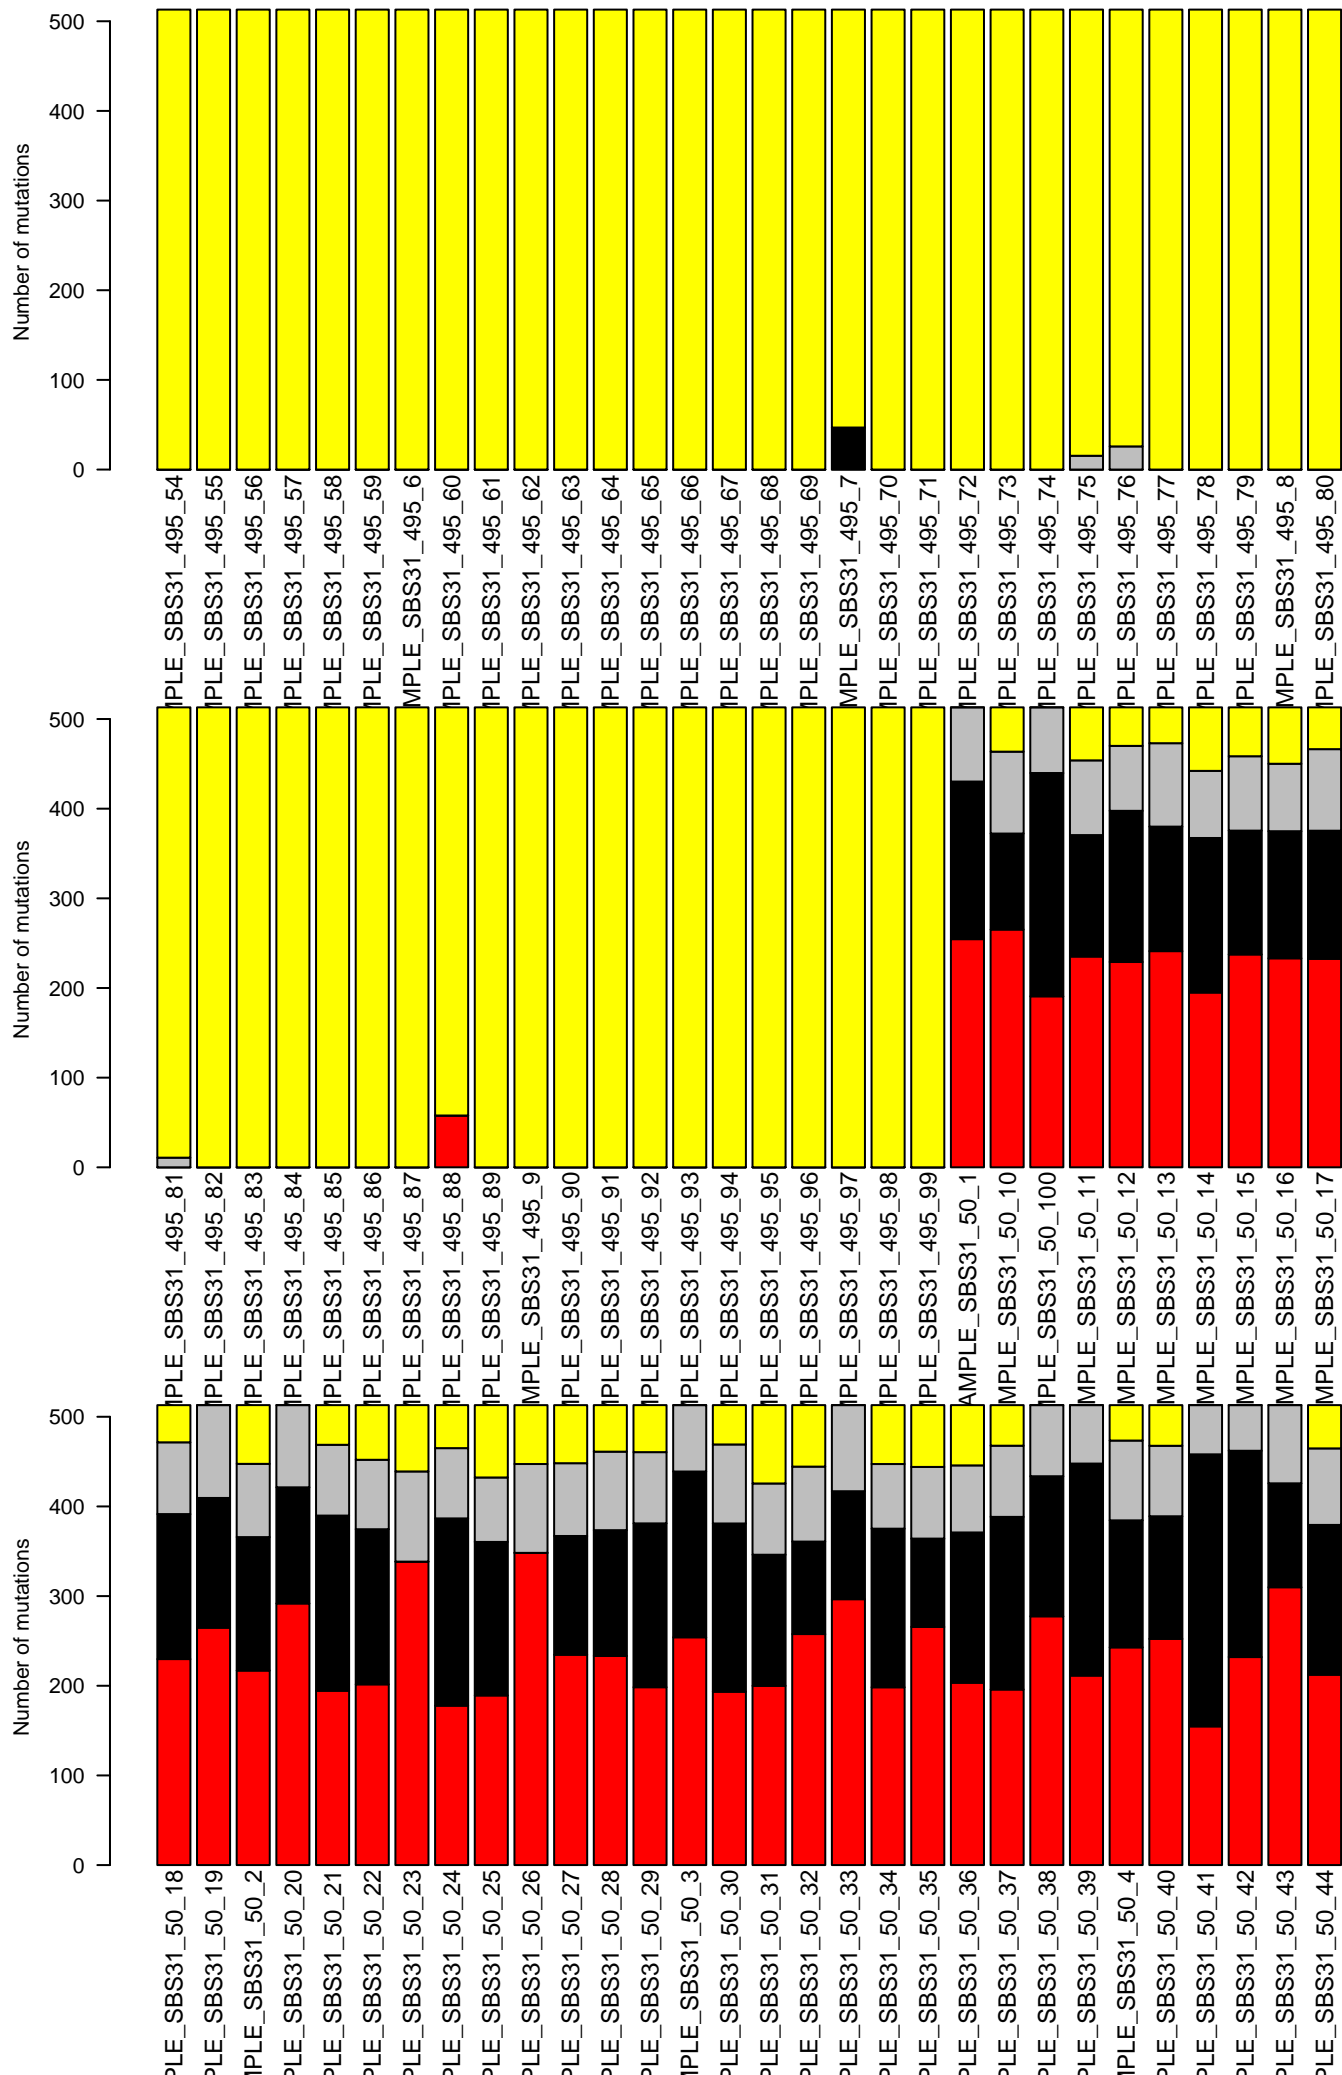 Number of mutations
500
400
300
200
100
0
MPLE_SBS31_495_54
MPLE_SBS31_495_55
MPLE_SBS31_495_56
MPLE_SBS31_495_57
MPLE_SBS31_495_58
MPLE_SBS31_495_59
MPLE_SBS31_495_6
MPLE_SBS31_495_60
MPLE_SBS31_495_61
MPLE_SBS31_495_62
MPLE_SBS31_495_63
MPLE_SBS31_495_64
MPLE_SBS31_495_65
MPLE_SBS31_495_66
MPLE_SBS31_495_67
MPLE_SBS31_495_68
MPLE_SBS31_495_69
MPLE_SBS31_495_7
MPLE_SBS31_495_70
MPLE_SBS31_495_71
MPLE_SBS31_495_72
MPLE_SBS31_495_73
MPLE_SBS31_495_74
MPLE_SBS31_495_75
MPLE_SBS31_495_76
MPLE_SBS31_495_77
MPLE_SBS31_495_78
MPLE_SBS31_495_79
MPLE_SBS31_495_8
MPLE_SBS31_495_80
Number of mutations
500
400
300
200
100
0
MPLE_SBS31_495_81
MPLE_SBS31_495_82
MPLE_SBS31_495_83
MPLE_SBS31_495_84
MPLE_SBS31_495_85
MPLE_SBS31_495_86
MPLE_SBS31_495_87
MPLE_SBS31_495_88
MPLE_SBS31_495_89
MPLE_SBS31_495_9
MPLE_SBS31_495_90
MPLE_SBS31_495_91
MPLE_SBS31_495_92
MPLE_SBS31_495_93
MPLE_SBS31_495_94
MPLE_SBS31_495_95
MPLE_SBS31_495_96
MPLE_SBS31_495_97
MPLE_SBS31_495_98
MPLE_SBS31_495_99
AMPLE_SBS31_50_1
MPLE_SBS31_50_10
MPLE_SBS31_50_100
MPLE_SBS31_50_11
MPLE_SBS31_50_12
MPLE_SBS31_50_13
MPLE_SBS31_50_14
MPLE_SBS31_50_15
MPLE_SBS31_50_16
MPLE_SBS31_50_17
Number of mutations
500
400
300
200
100
0
PLE_SBS31_50_18
PLE_SBS31_50_19
MPLE_SBS31_50_2
PLE_SBS31_50_20
PLE_SBS31_50_21
PLE_SBS31_50_22
PLE_SBS31_50_23
PLE_SBS31_50_24
PLE_SBS31_50_25
PLE_SBS31_50_26
PLE_SBS31_50_27
PLE_SBS31_50_28
PLE_SBS31_50_29
MPLE_SBS31_50_3
PLE_SBS31_50_30
PLE_SBS31_50_31
PLE_SBS31_50_32
PLE_SBS31_50_33
PLE_SBS31_50_34
PLE_SBS31_50_35
PLE_SBS31_50_36
PLE_SBS31_50_37
PLE_SBS31_50_38
PLE_SBS31_50_39
MPLE_SBS31_50_4
PLE_SBS31_50_40
PLE_SBS31_50_41
PLE_SBS31_50_42
PLE_SBS31_50_43
PLE_SBS31_50_44